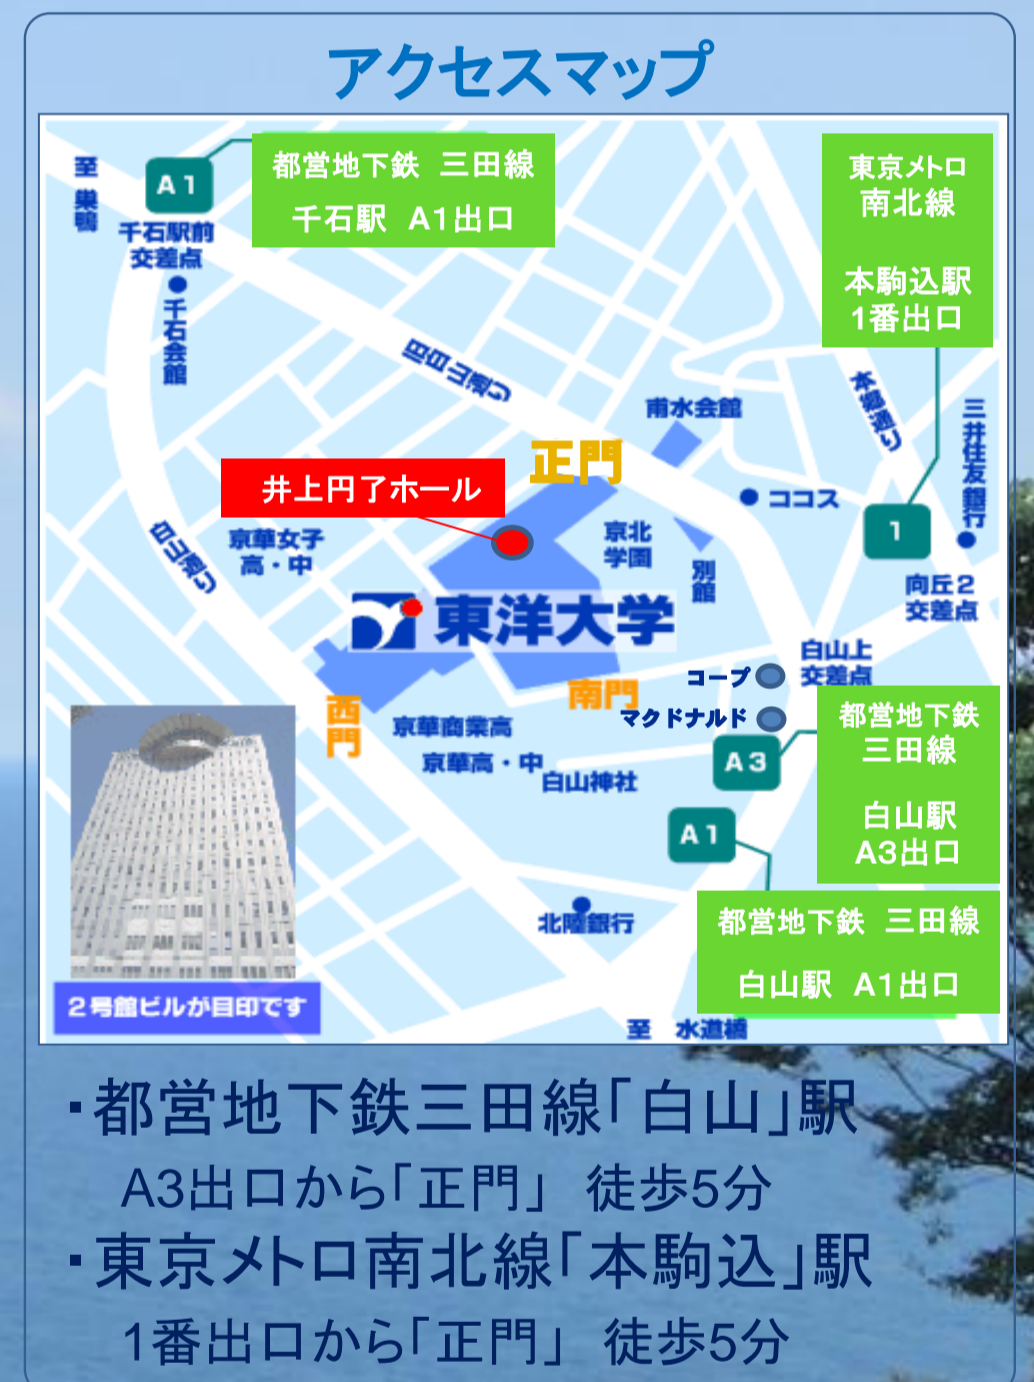 アクセスマップ
至 巣鴨
A1
都営地下鉄 三田線
千石駅 A1出口
東京メトロ
南北線
本駒込駅
1番出口
千石駅前
交差点
千石会館
旧白山通り
本郷通り
三井住友銀行
甫水会館
正門
井上円了ホール
ココス
1
白山通り
京華女子
高・中
京北
学園
別館
向丘2
交差点
東洋大学
白山上
交差点
コープ
南門
マクドナルド
西門
京華商業高
京華高・中
白山神社
A3
都営地下鉄
三田線
白山駅
A3出口
A1
北陸銀行
都営地下鉄 三田線
白山駅 A1出口
2号館ビルが目印です
至 水道橋
・都営地下鉄三田線「白山」駅
A3出口から「正門」 徒歩5分
・東京メトロ南北線「本駒込」駅
1番出口から「正門」 徒歩5分